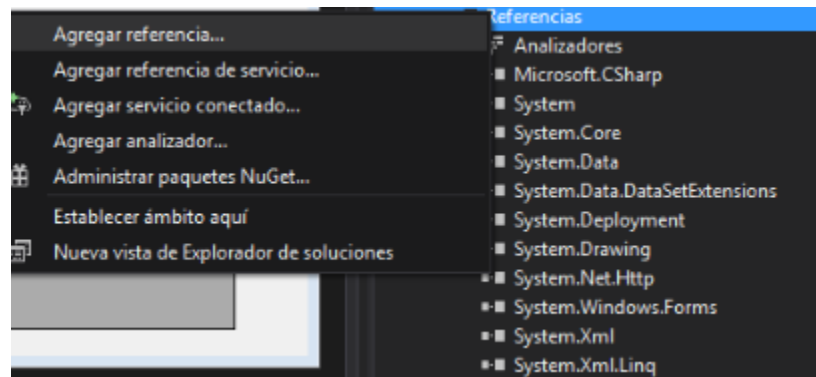 Agregar referencia...
Agregar referencia de servicio...
Agregar servicio conectado...
Agregar analizador...
Administrar paquetes NuGet...
Establecer ámbito aquí
Nueva vista de Explorador de soluciones
Referencias
Analizadores
Microsoft.CSharp
System
System.Core
System.Data
System.Data.DataSetExtensions
System.Deployment
System.Drawing
System.Net.Http
System.Windows.Forms
System.Xml
System.Xml.Linq